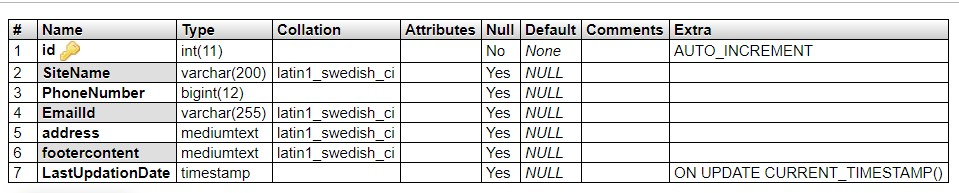 # Name Type Collation Attributes Null Default Comments Extra
1 id int(11) No None AUTO_INCREMENT
2 SiteName varchar(200) latin1_swedish_ci Yes NULL
3 PhoneNumber bigint(12) Yes NULL
4 EmailId varchar(255) latin1_swedish_ci Yes NULL
5 address mediumtext latin1_swedish_ci Yes NULL
6 footercontent mediumtext latin1_swedish_ci Yes NULL
7 LastUpdationDate timestamp Yes NULL ON UPDATE CURRENT_TIMESTAMP()